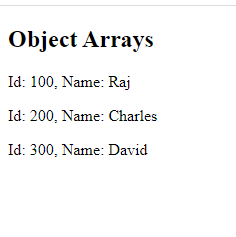 Object Arrays
Id: 100, Name: Raj
Id: 200, Name: Charles
Id: 300, Name: David